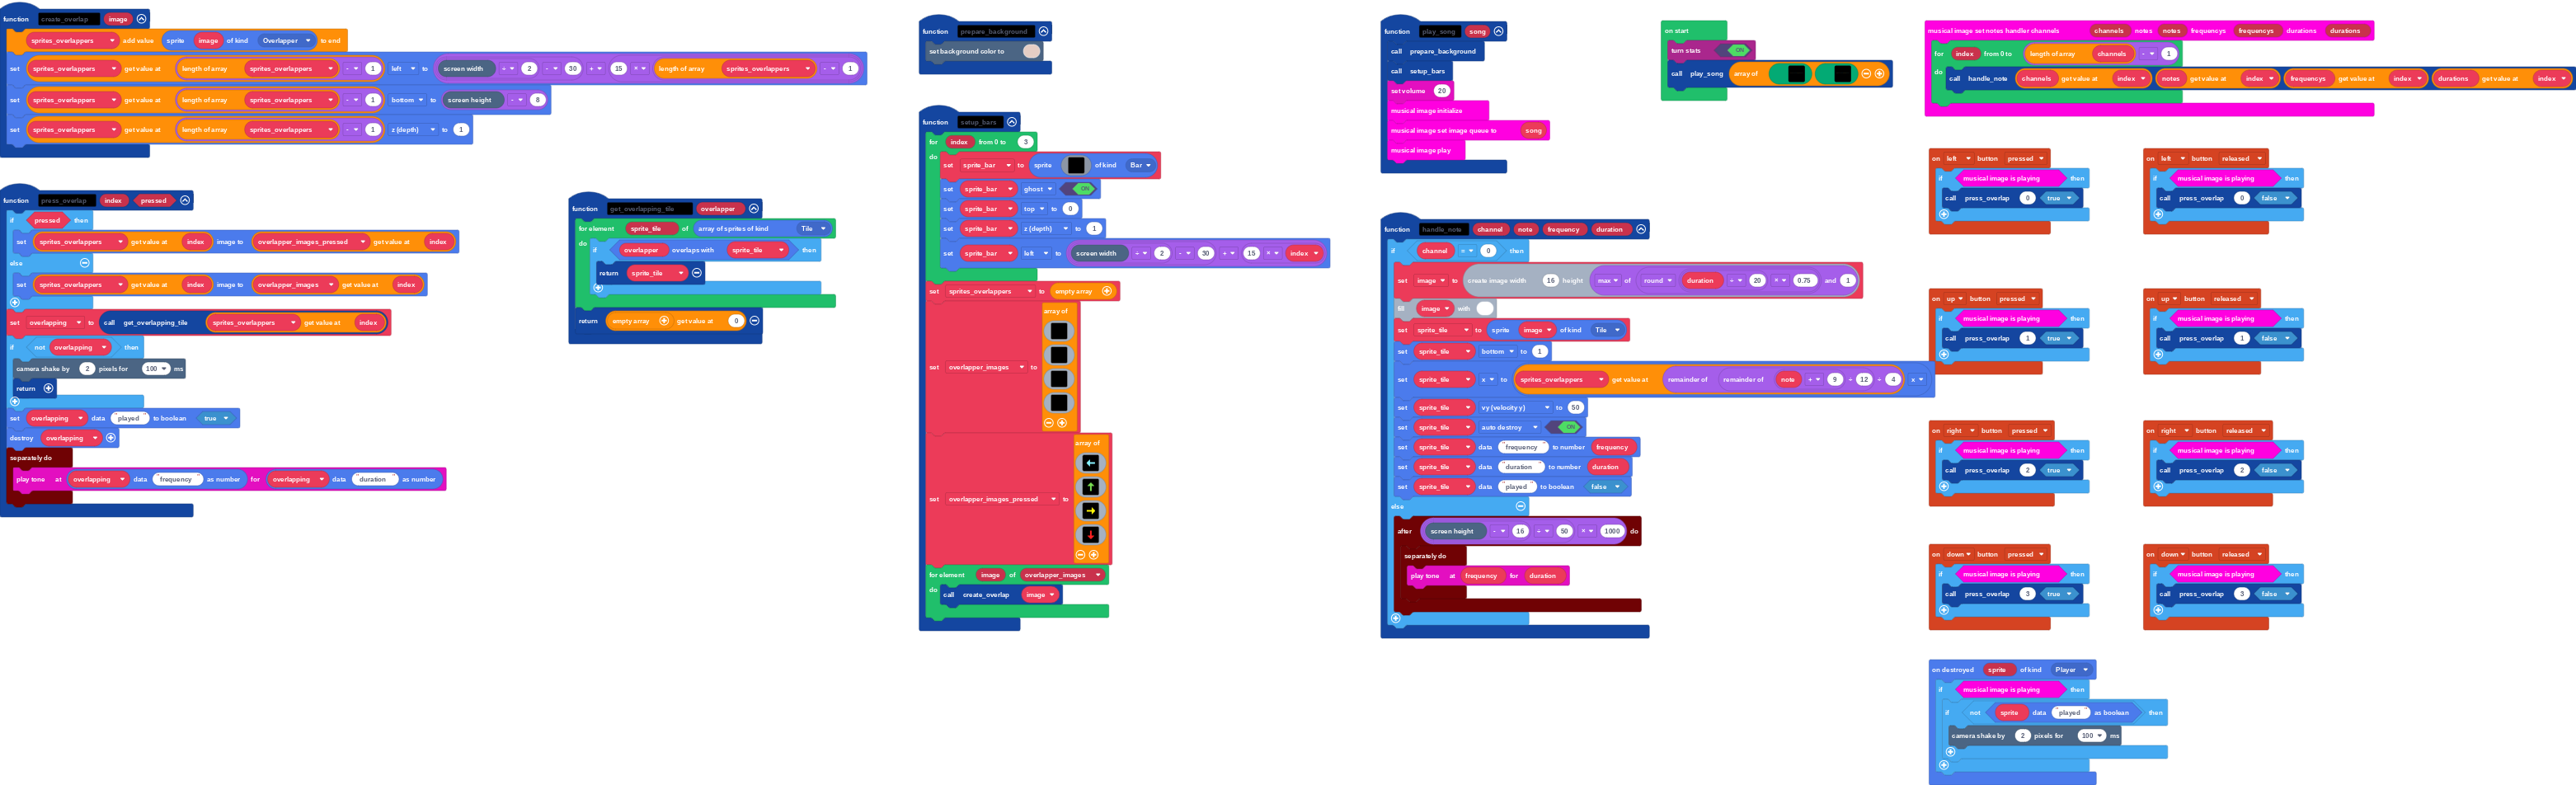 function create_overlap image
sprites_overlappers add value sprite image of kind Overlapper to end
set sprites_overlappers get value at length of array sprites_overlappers - 1 left to screen width ÷ 2 - 30 + 15 × length of array sprites_overlappers - 1
set sprites_overlappers get value at length of array sprites_overlappers - 1 bottom to screen height - 8
set sprites_overlappers get value at length of array sprites_overlappers - 1 z (depth) to 1
function press_overlap index pressed
if pressed then
set sprites_overlappers get value at index image to overlapper_images_pressed get value at index
else
set sprites_overlappers get value at index image to overlapper_images get value at index
set overlapping to call get_overlapping_tile sprites_overlappers get value at index
if not overlapping then
camera shake by 2 pixels for 100 ms
return
set overlapping data "played" to boolean true
destroy overlapping
separately do
play tone at overlapping data "frequency" as number for overlapping data "duration" as number
function get_overlapping_tile overlapper
for element sprite_tile of array of sprites of kind Tile
do if overlapper overlaps with sprite_tile then
return sprite_tile
return empty array get value at 0
function prepare_background
set background color to
function setup_bars
for index from 0 to 3
do set sprite_bar to sprite of kind Bar
set sprite_bar ghost ON
set sprite_bar top to 0
set sprite_bar z (depth) to 1
set sprite_bar left to screen width ÷ 2 - 30 + 15 × index
set sprites_overlappers to empty array
set overlapper_images to array of
set overlapper_images_pressed to array of
for element image of overlapper_images
do call create_overlap image
function play_song song
call prepare_background
call setup_bars
set volume 20
musical image initialize
musical image set image queue to song
musical image play
on start
turn stats ON
call play_song array of
function handle_note channel note frequency duration
if channel = 0 then
set image to create image width 16 height max of round duration ÷ 20 × 0.75 and 1
fill image with
set sprite_tile to sprite image of kind Tile
set sprite_tile bottom to 1
set sprite_tile x to sprites_overlappers get value at remainder of remainder of note + 9 ÷ 12 ÷ 4 x
set sprite_tile vy (velocity y) to 50
set sprite_tile auto destroy ON
set sprite_tile data "frequency" to number frequency
set sprite_tile data "duration" to number duration
set sprite_tile data "played" to boolean false
else
after screen height - 16 ÷ 50 × 1000 do
separately do
play tone at frequency for duration
musical image set notes handler channels channels notes notes frequencys frequencys durations durations
for index from 0 to length of array channels - 1
do call handle_note channels get value at index notes get value at index frequencys get value at index durations get value at index
on left button pressed
if musical image is playing then
call press_overlap 0 true
on left button released
if musical image is playing then
call press_overlap 0 false
on up button pressed
if musical image is playing then
call press_overlap 1 true
on up button released
if musical image is playing then
call press_overlap 1 false
on right button pressed
if musical image is playing then
call press_overlap 2 true
on right button released
if musical image is playing then
call press_overlap 2 false
on down button pressed
if musical image is playing then
call press_overlap 3 true
on down button released
if musical image is playing then
call press_overlap 3 false
on destroyed sprite of kind Player
if musical image is playing then
if not sprite data "played" as boolean then
camera shake by 2 pixels for 100 ms